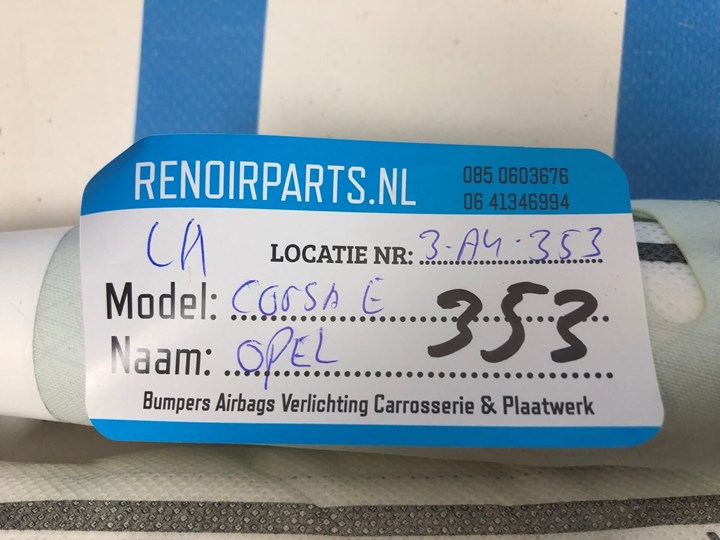 RENOIRPARTS.NL
085 0603676
06 41346994
LA LOCATIE NR: 3-A4-353
Model: CORSA E
353
Naam: OPEL
Bumpers Airbags Verlichting Carrosserie & Plaatwerk